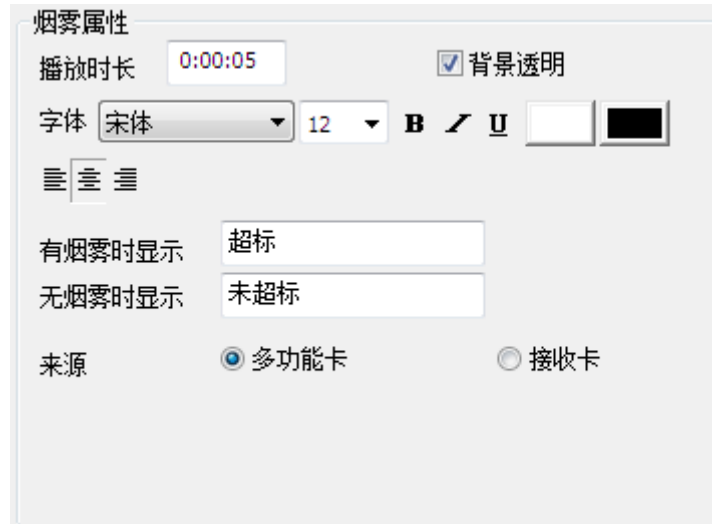 烟雾属性
播放时长 0:00:05 背景透明
字体 宋体 12 B I U
有烟雾时显示 超标
无烟雾时显示 未超标
来源 多功能卡 接收卡